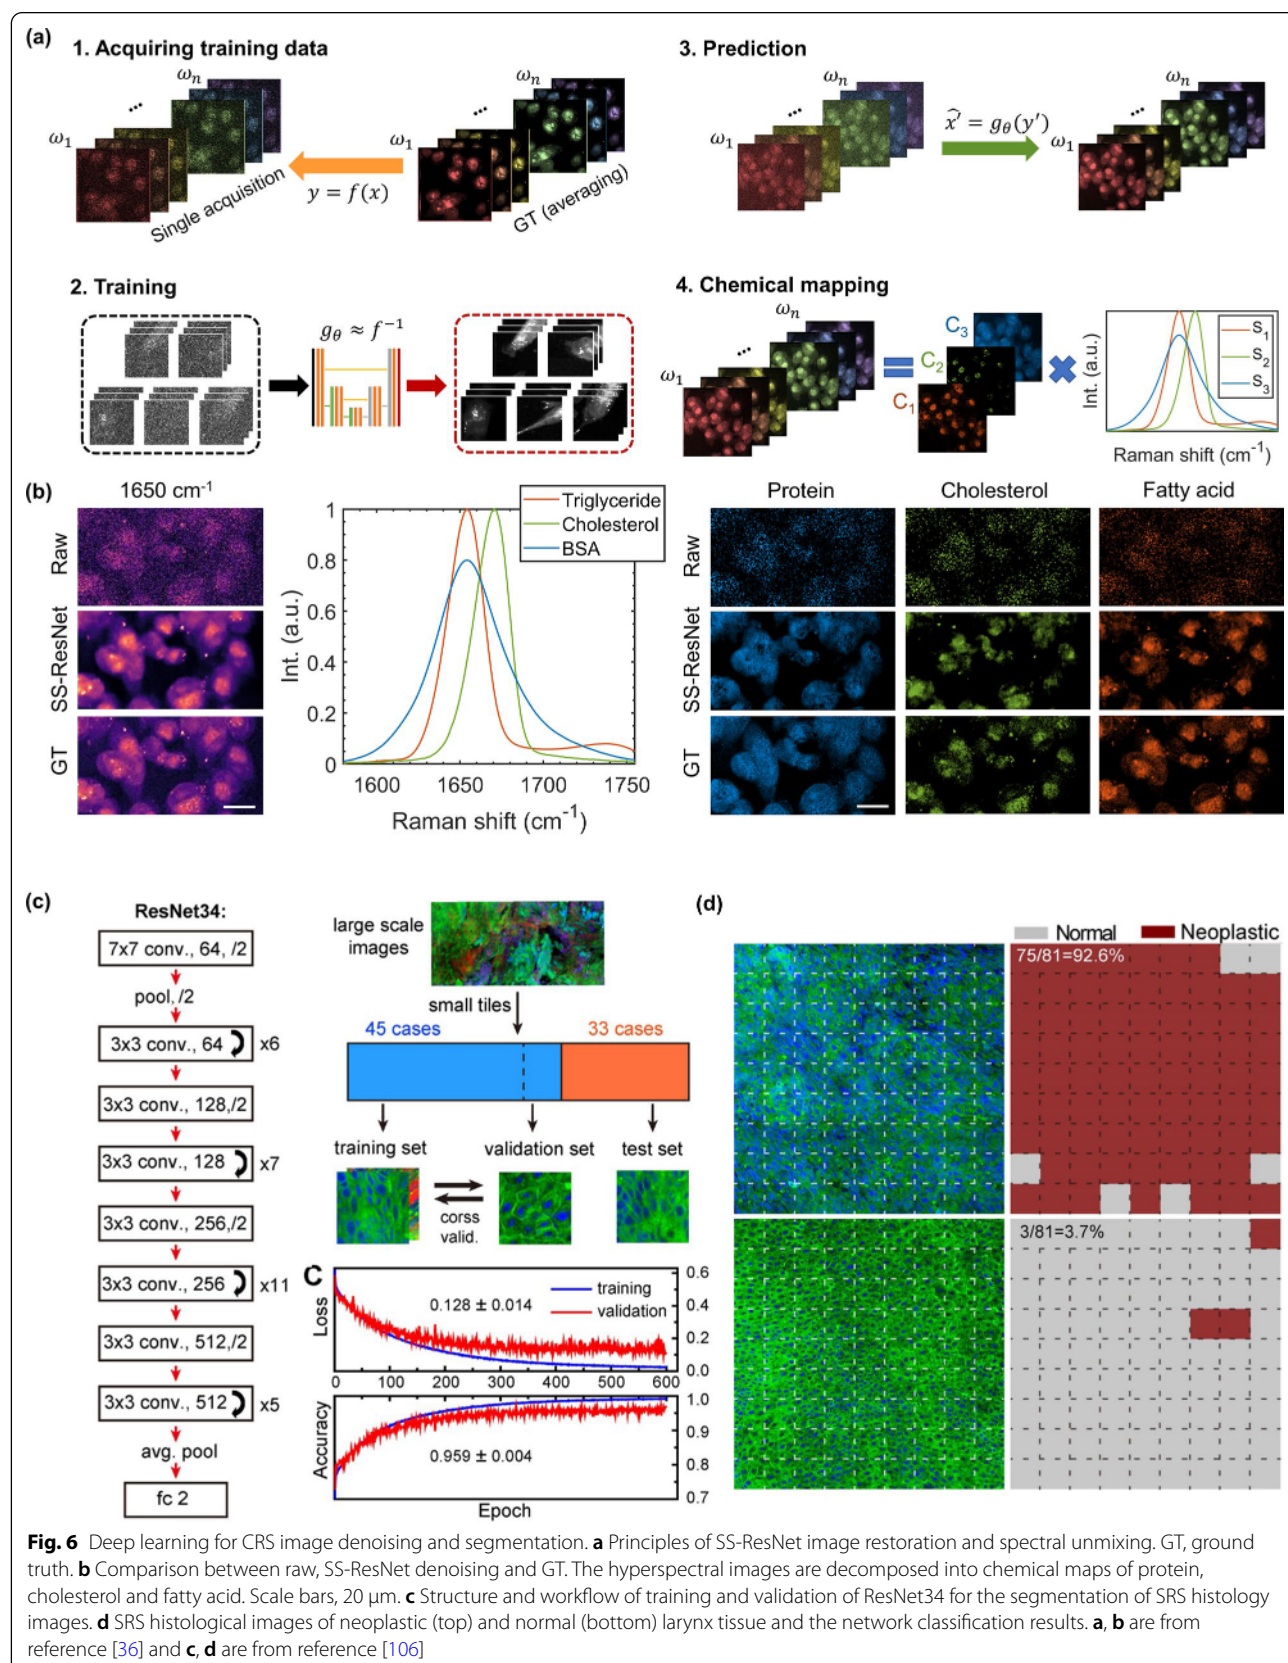 (a)
1. Acquiring training data
ω₁
...
ωₙ
Single acquisition
y = f(x)
ω₁
ωₙ
GT (averaging)
3. Prediction
ω₁
...
ωₙ
x̂′ = g_θ(y′)
ω₁
...
ωₙ
2. Training
g_θ ≈ f⁻¹
4. Chemical mapping
ω₁
...
ωₙ
C₃
C₂
C₁
S₁
S₂
S₃
Int. (a.u.)
Raman shift (cm⁻¹)
(b)
1650 cm⁻¹
Raw
SS-ResNet
GT
Triglyceride
Cholesterol
BSA
1
0.8
0.6
0.4
0.2
0
Int. (a.u.)
1600 1650 1700 1750
Raman shift (cm⁻¹)
Protein Cholesterol Fatty acid
Raw
SS-ResNet
GT
(c)
ResNet34:
7x7 conv., 64, /2
pool, /2
3x3 conv., 64 x6
3x3 conv., 128,/2
3x3 conv., 128 x7
3x3 conv., 256,/2
3x3 conv., 256 x11
3x3 conv., 512,/2
3x3 conv., 512 x5
avg. pool
fc 2
large scale
images
small tiles
45 cases 33 cases
training set validation set test set
corss
valid.
C
training
validation
0.128 ± 0.014
Loss
0.6
0.4
0.2
0.0
0 100 200 300 400 500 600
0.959 ± 0.004
Accuracy
1.0
0.9
0.8
0.7
Epoch
(d)
Normal Neoplastic
75/81=92.6%
3/81=3.7%
Fig. 6 Deep learning for CRS image denoising and segmentation. a Principles of SS-ResNet image restoration and spectral unmixing. GT, ground
truth. b Comparison between raw, SS-ResNet denoising and GT. The hyperspectral images are decomposed into chemical maps of protein,
cholesterol and fatty acid. Scale bars, 20 μm. c Structure and workflow of training and validation of ResNet34 for the segmentation of SRS histology
images. d SRS histological images of neoplastic (top) and normal (bottom) larynx tissue and the network classification results. a, b are from
reference [36] and c, d are from reference [106]